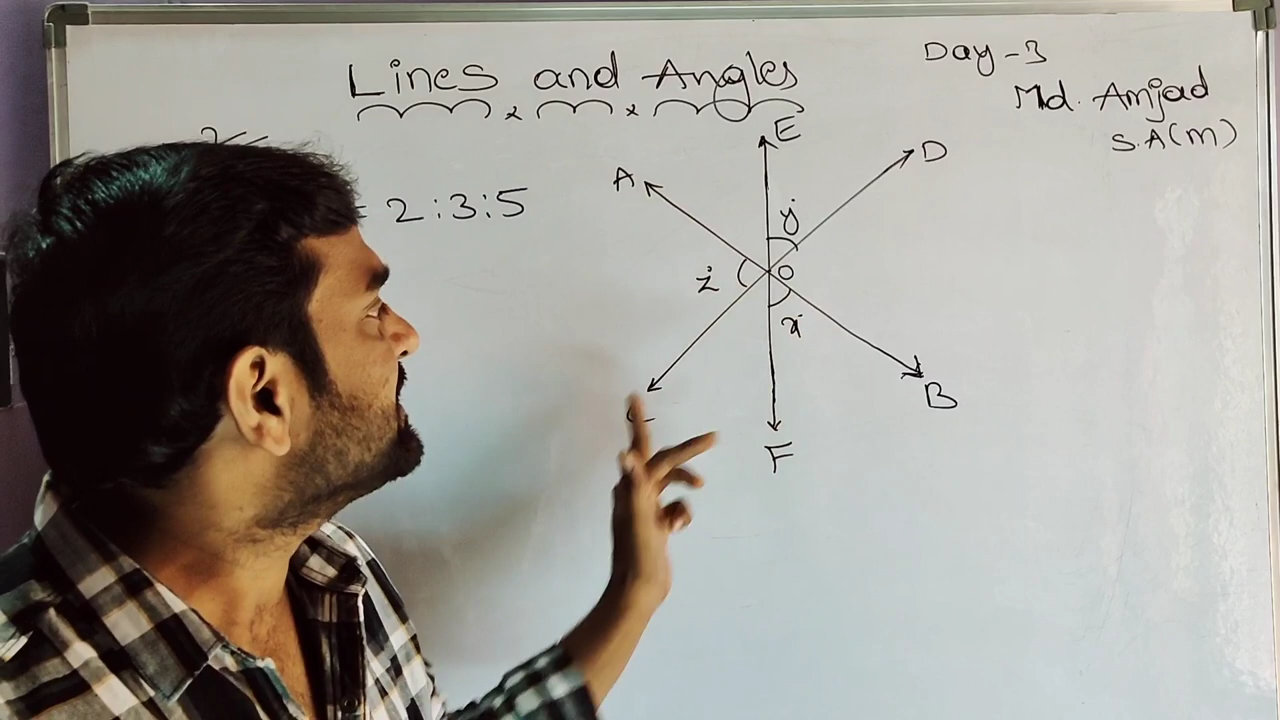 Lines and Angles
Day-3
Md. Amjad
S.A(M)
= 2:3:5
E
D
A
y
z
O
x
C
B
F